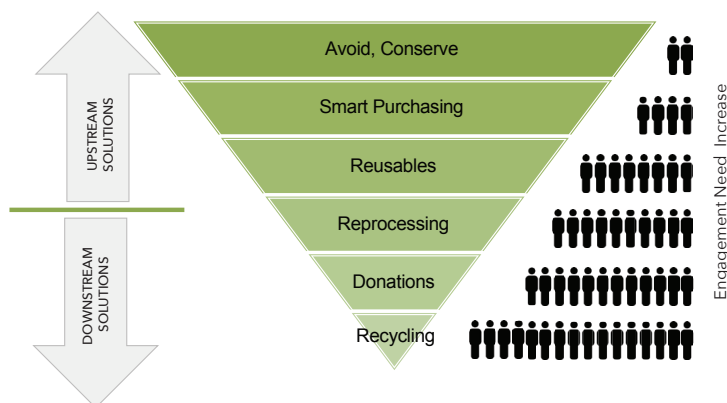 Avoid, Conserve
Smart Purchasing
Reusables
Reprocessing
Donations
Recycling
UPSTREAM
SOLUTIONS
DOWNSTREAM
SOLUTIONS
Engagement Need Increase